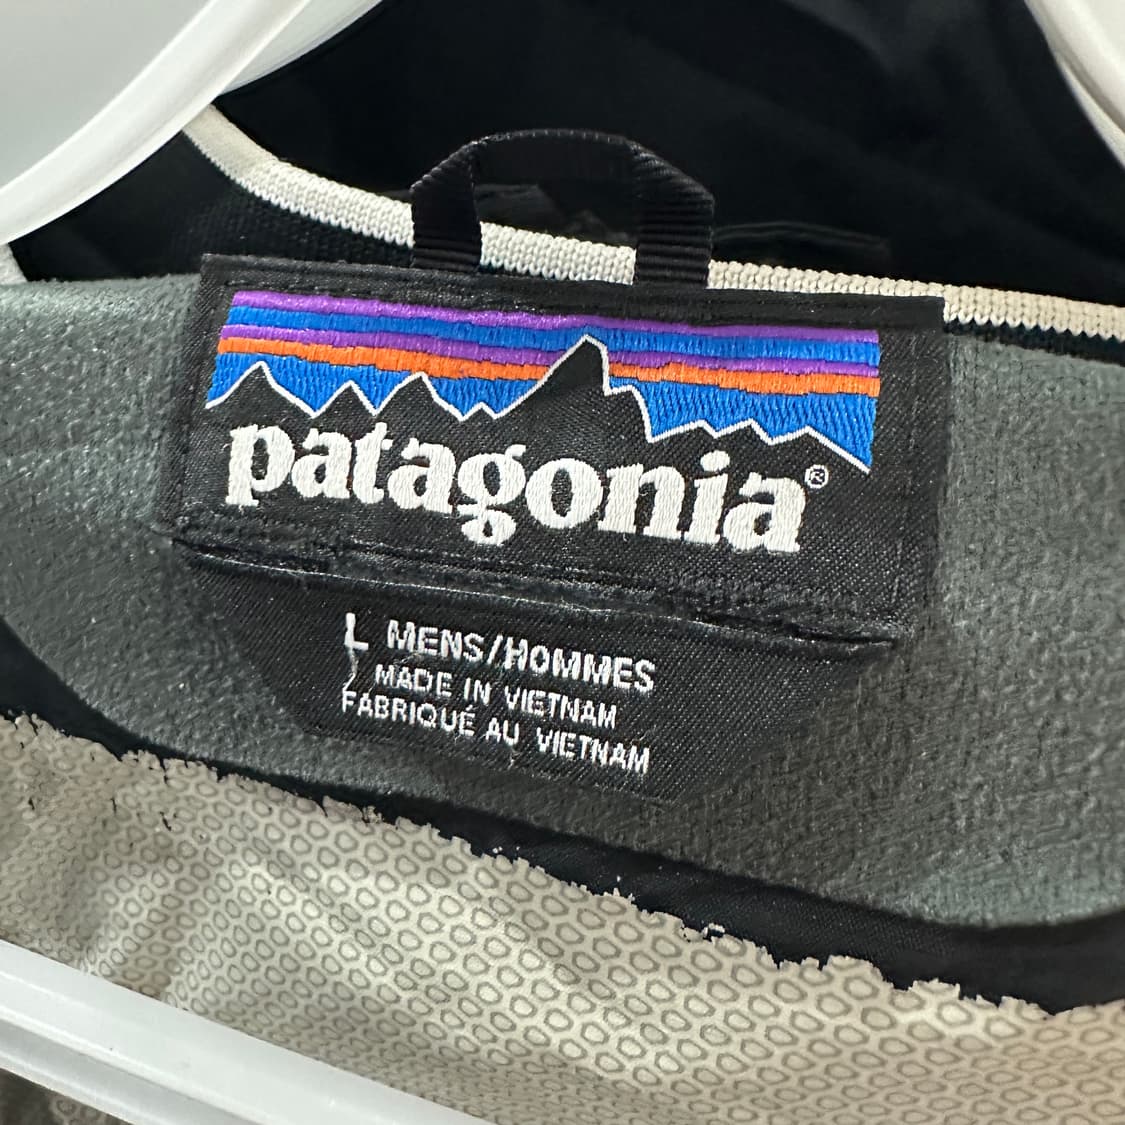 patagonia®
L MENS/HOMMES
MADE IN VIETNAM
FABRIQUÉ AU VIETNAM